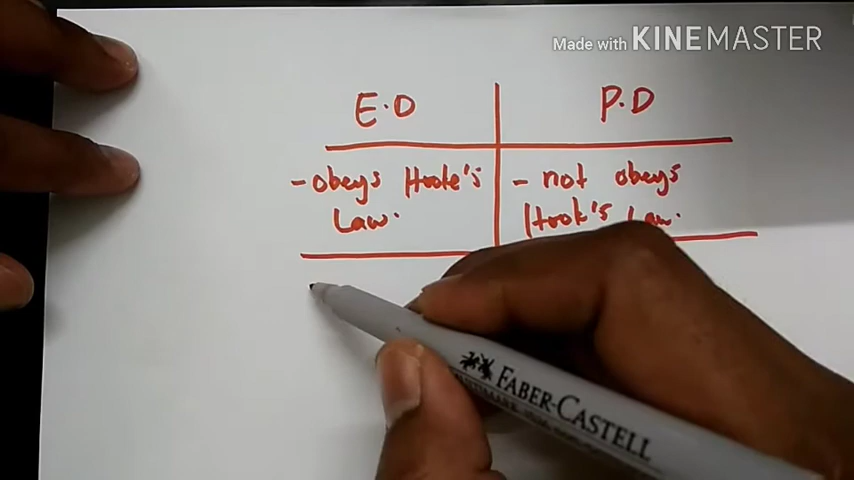 Made with KINEMASTER
E.D
P.D
- obeys Hooke's
Law.
- not obeys
Hook's Law.
FABER-CASTELL